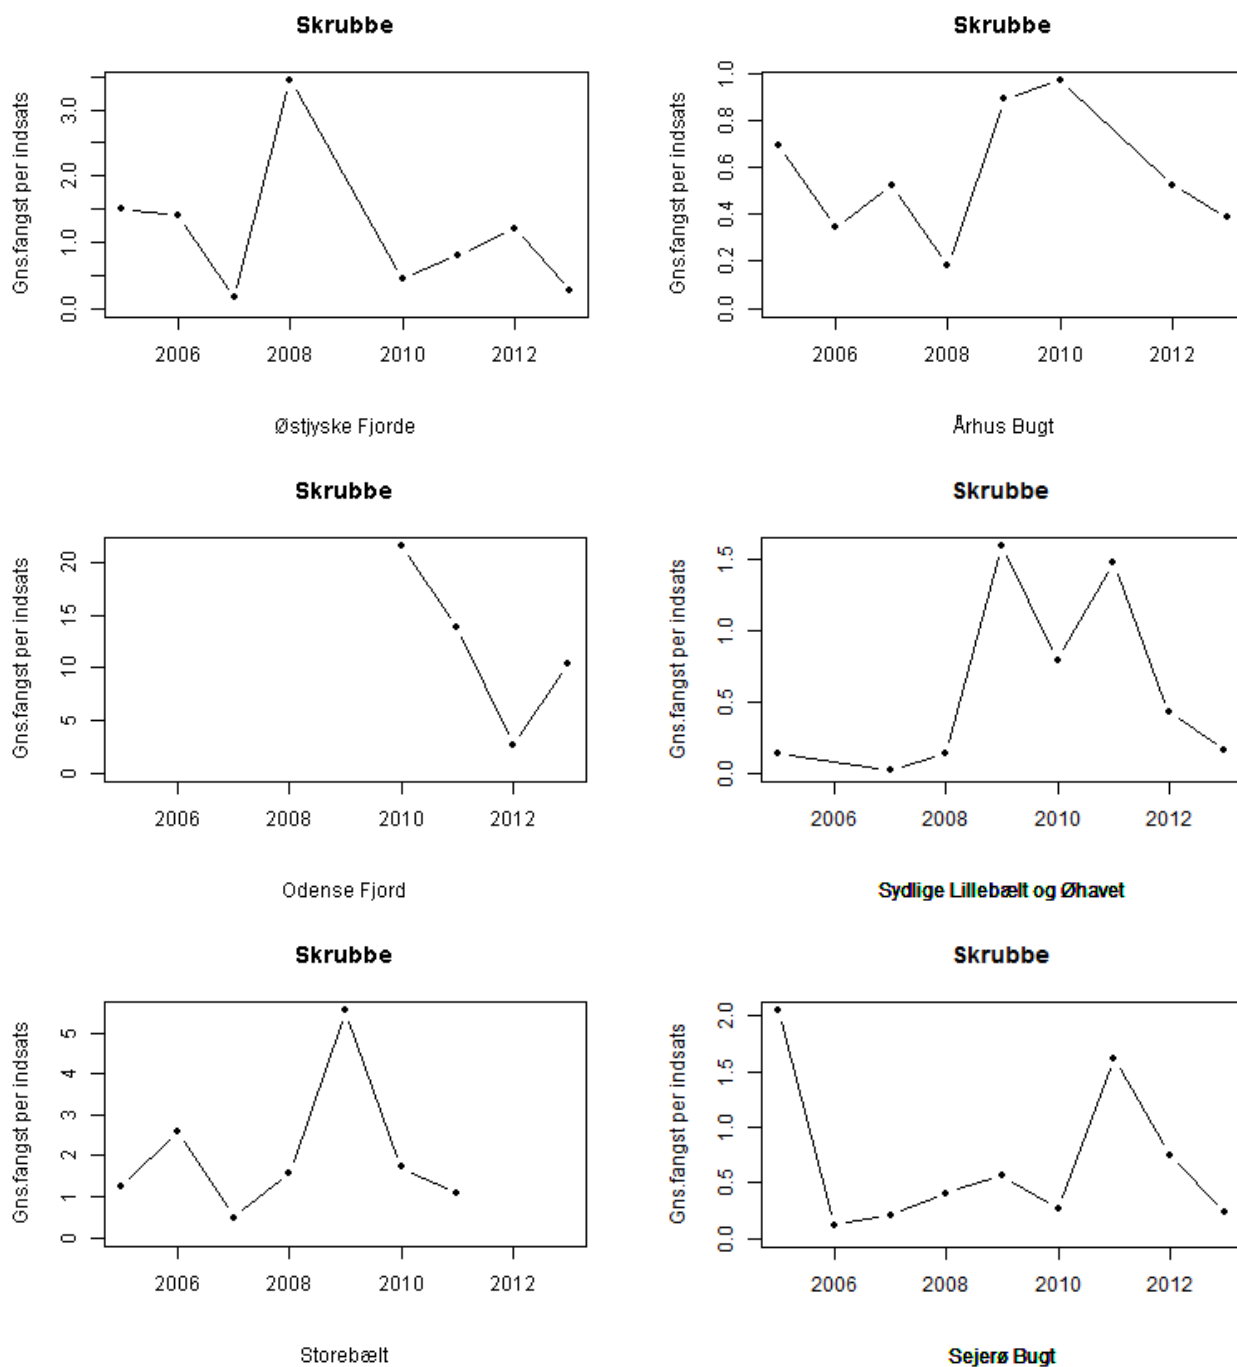 Skrubbe
Gns.fangst per indsats
0.0 1.0 2.0 3.0
2006 2008 2010 2012
Østjyske Fjorde
Skrubbe
Gns.fangst per indsats
0.0 0.2 0.4 0.6 0.8 1.0
2006 2008 2010 2012
Århus Bugt
Skrubbe
Gns.fangst per indsats
0 5 10 15 20
2006 2008 2010 2012
Odense Fjord
Skrubbe
Gns.fangst per indsats
0.0 0.5 1.0 1.5
2006 2008 2010 2012
Sydlige Lillebælt og Øhavet
Skrubbe
Gns.fangst per indsats
0 1 2 3 4 5
2006 2008 2010 2012
Storebælt
Skrubbe
Gns.fangst per indsats
0.0 0.5 1.0 1.5 2.0
2006 2008 2010 2012
Sejerø Bugt